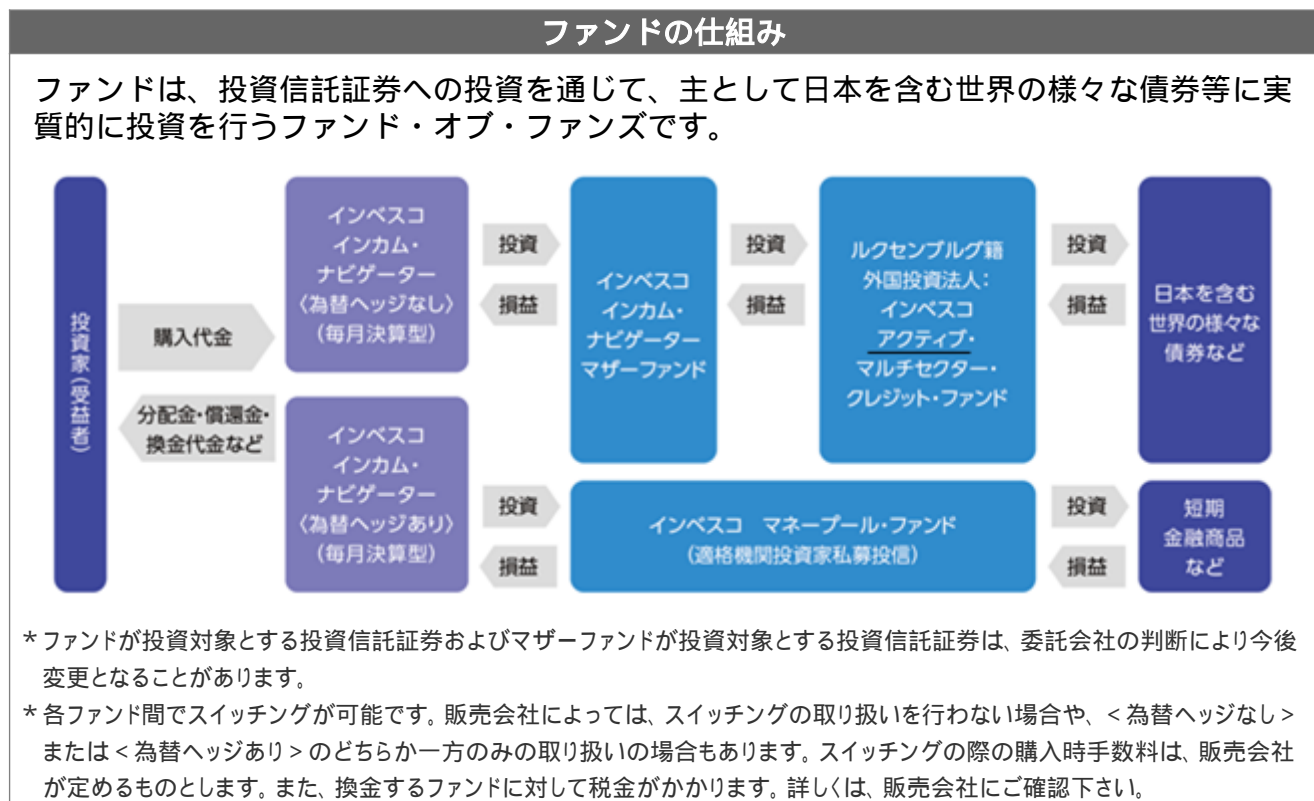 ファンドの仕組み
ファンドは、投資信託証券への投資を通じて、主として日本を含む世界の様々な債券等に実
質的に投資を行うファンド・オブ・ファンズです。
投資家(受益者)
購入代金
分配金・償還金・
換金代金など
インベスコ
インカム・
ナビゲーター
〈為替ヘッジなし〉
(毎月決算型)
インベスコ
インカム・
ナビゲーター
〈為替ヘッジあり〉
(毎月決算型)
投資
損益
インベスコ
インカム・
ナビゲーター
マザーファンド
投資
損益
ルクセンブルグ籍
外国投資法人:
インベスコ
アクティブ・
マルチセクター・
クレジット・ファンド
投資
損益
日本を含む
世界の様々な
債券など
投資
損益
インベスコ マネープール・ファンド
(適格機関投資家私募投信)
投資
損益
短期
金融商品
など
*ファンドが投資対象とする投資信託証券およびマザーファンドが投資対象とする投資信託証券は、委託会社の判断により今後
変更となることがあります。
*各ファンド間でスイッチングが可能です。販売会社によっては、スイッチングの取り扱いを行わない場合や、<為替ヘッジなし>
または<為替ヘッジあり>のどちらか一方のみの取り扱いの場合もあります。スイッチングの際の購入時手数料は、販売会社
が定めるものとします。また、換金するファンドに対して税金がかかります。詳しくは、販売会社にご確認下さい。